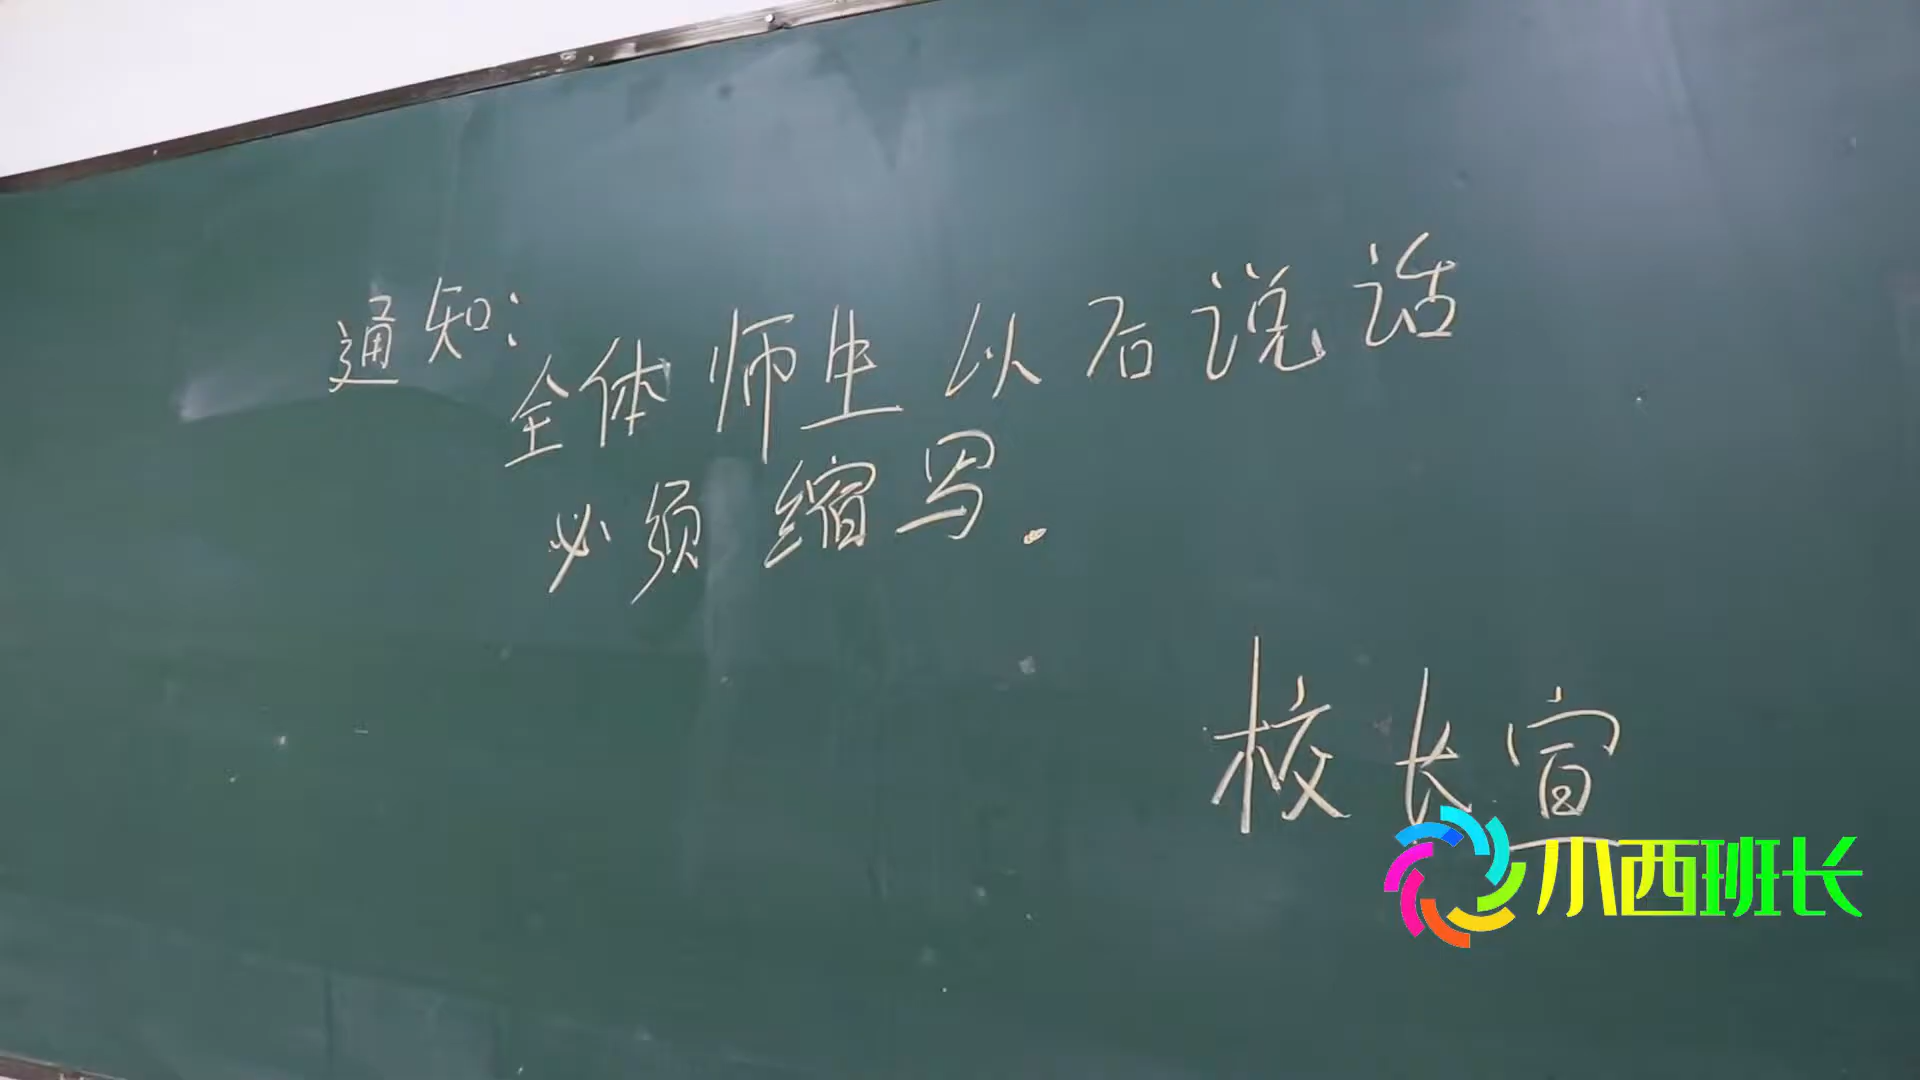 通知:
全体师生以后说话
必须缩写.
校长宣
小西班长